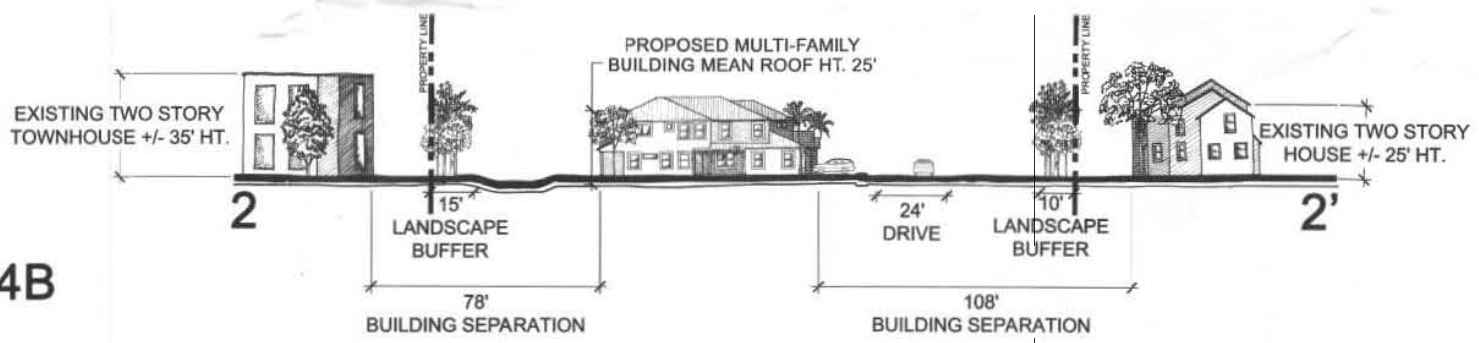 PROPERTY LINE
PROPERTY LINE
PROPOSED MULTI-FAMILY
BUILDING MEAN ROOF HT. 25'
EXISTING TWO STORY
TOWNHOUSE +/- 35' HT.
EXISTING TWO STORY
HOUSE +/- 25' HT.
2
15'
LANDSCAPE
BUFFER
24'
DRIVE
10'
LANDSCAPE
BUFFER
2'
4B
78'
BUILDING SEPARATION
108'
BUILDING SEPARATION